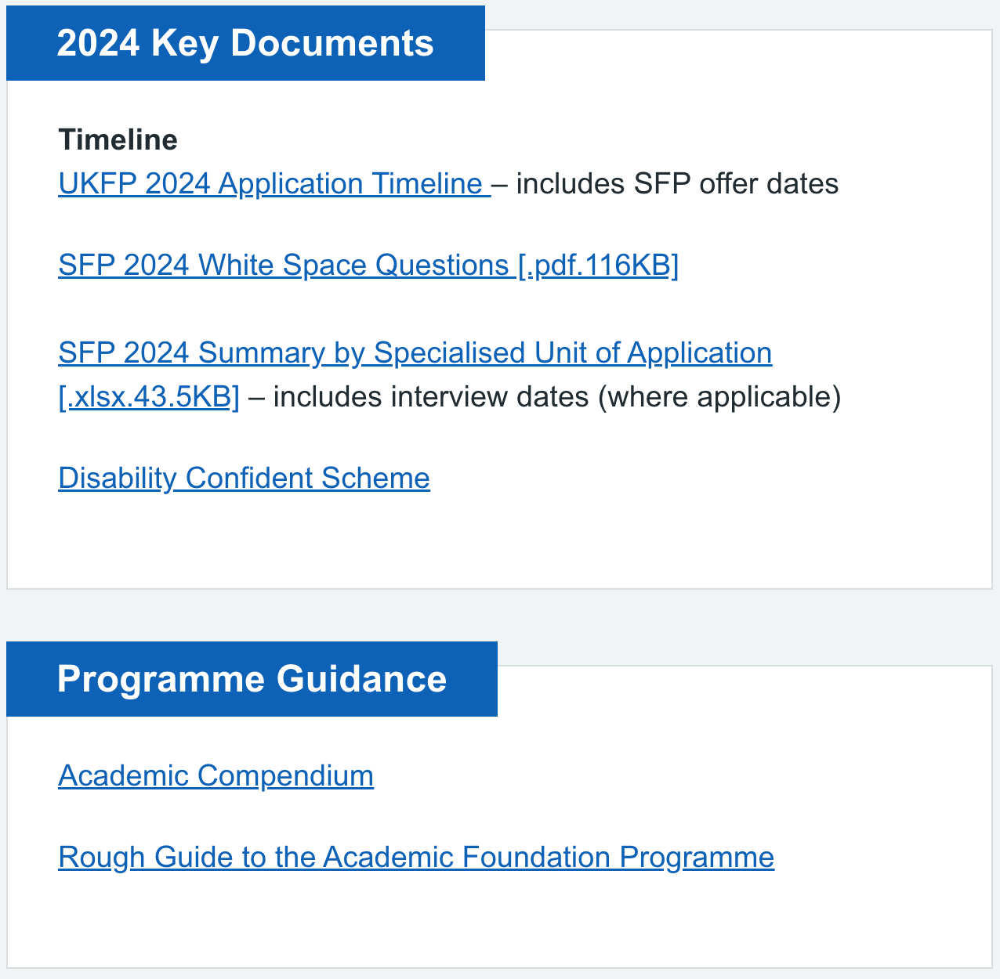 2024 Key Documents
Timeline
UKFP 2024 Application Timeline – includes SFP offer dates
SFP 2024 White Space Questions [.pdf.116KB]
SFP 2024 Summary by Specialised Unit of Application
[.xlsx.43.5KB] – includes interview dates (where applicable)
Disability Confident Scheme
Programme Guidance
Academic Compendium
Rough Guide to the Academic Foundation Programme